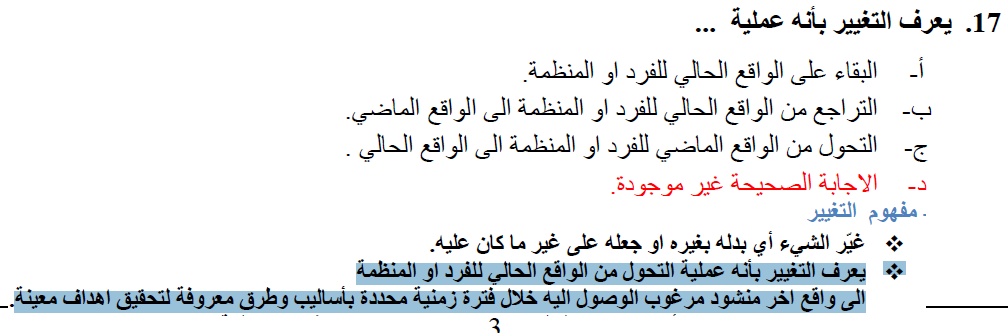 17. يعرف التغيير بأنه عملية ...
أ- البقاء على الواقع الحالي للفرد او المنظمة.
ب- التراجع من الواقع الحالي للفرد او المنظمة الى الواقع الماضي.
ج- التحول من الواقع الماضي للفرد او المنظمة الى الواقع الحالي .
د- الاجابة الصحيحة غير موجودة.
. مفهوم التغيير
❖ غيّر الشيء أي بدله بغيره او جعله على غير ما كان عليه.
❖ يعرف التغيير بأنه عملية التحول من الواقع الحالي للفرد او المنظمة
الى واقع اخر منشود مرغوب الوصول الية خلال فترة زمنية محددة بأساليب وطرق معروفة لتحقيق اهداف معينة.
3